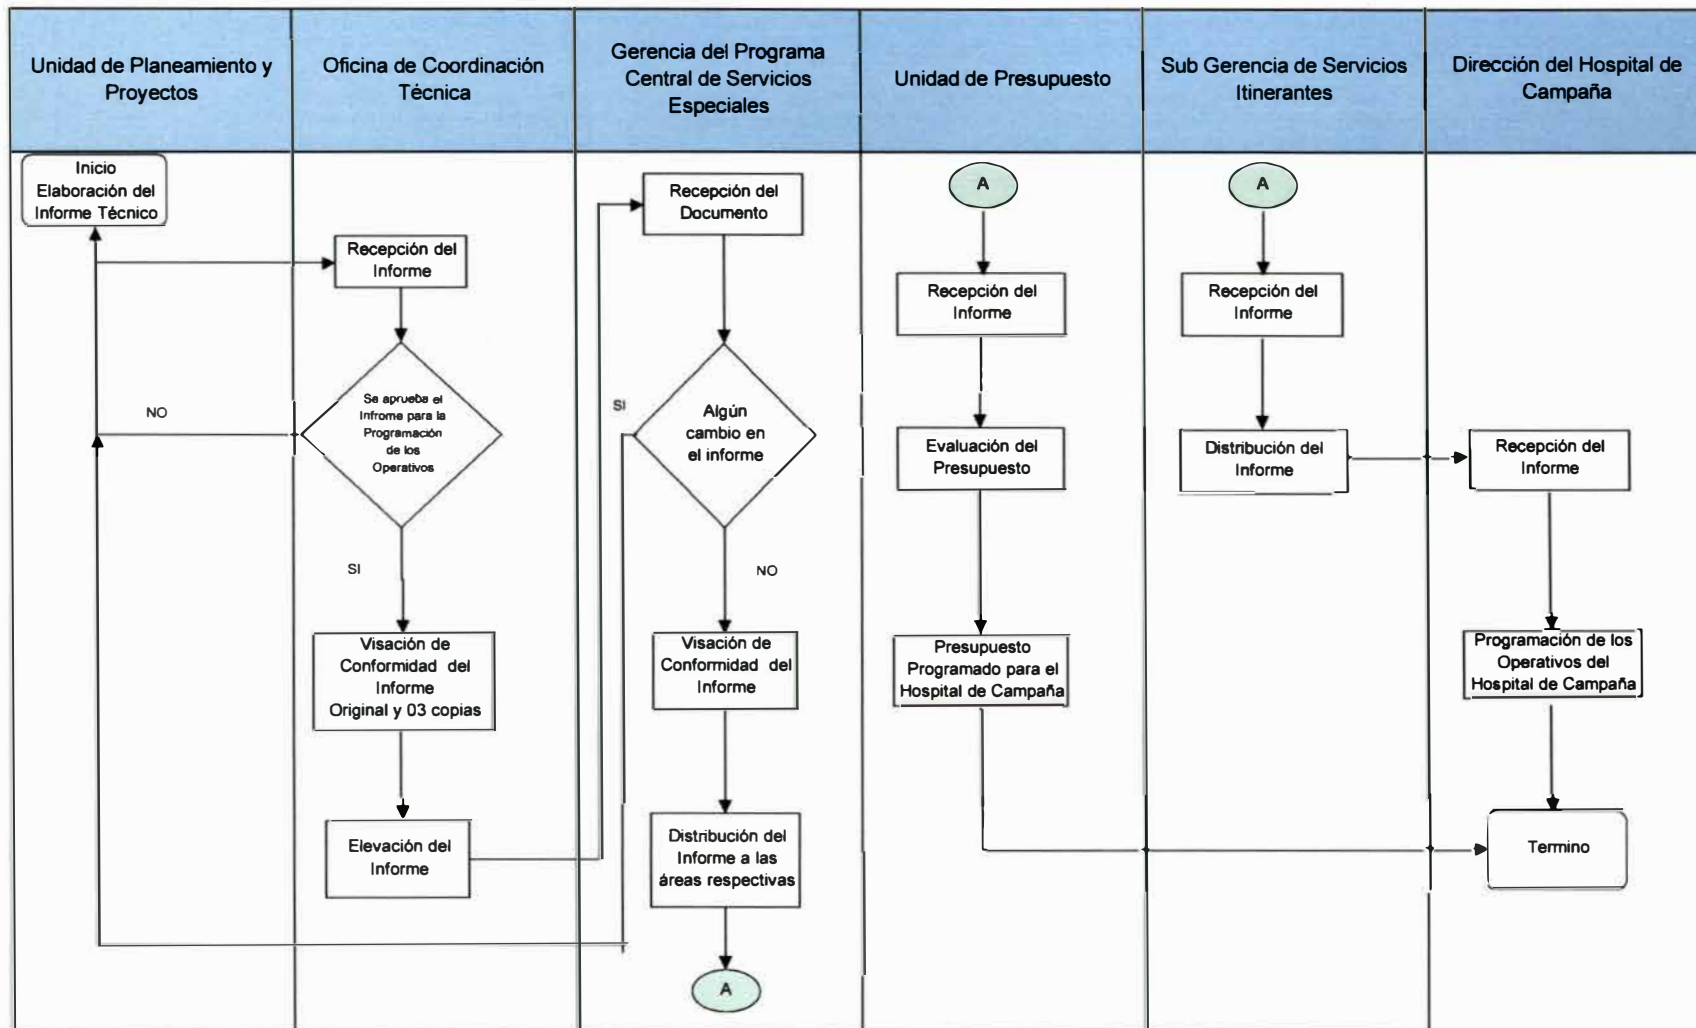 Unidad de Planeamiento y
Proyectos
Oficina de Coordinación
Técnica
Gerencia del Programa
Central de Servicios
Especiales
Unidad de Presupuesto
Sub Gerencia de Servicios
Itinerantes
Dirección del Hospital de
Campaña
Inicio
Elaboración del
Informe Técnico
NO
Recepción del
Informe
Se aprueba el
Infrome para la
Programación
de los
Operativos
SI
Visación de
Conformidad del
Informe
Original y 03 copias
Elevación del
Informe
Recepción del
Documento
SI
Algún
cambio en
el informe
NO
Visación de
Conformidad del
Informe
Distribución del
Informe a las
áreas respectivas
A
A
Recepción del
Informe
Evaluación del
Presupuesto
Presupuesto
Programado para el
Hospital de Campaña
A
Recepción del
Informe
Distribución del
Informe
Recepción del
Informe
Programación de los
Operativos del
Hospital de Campaña
Termino